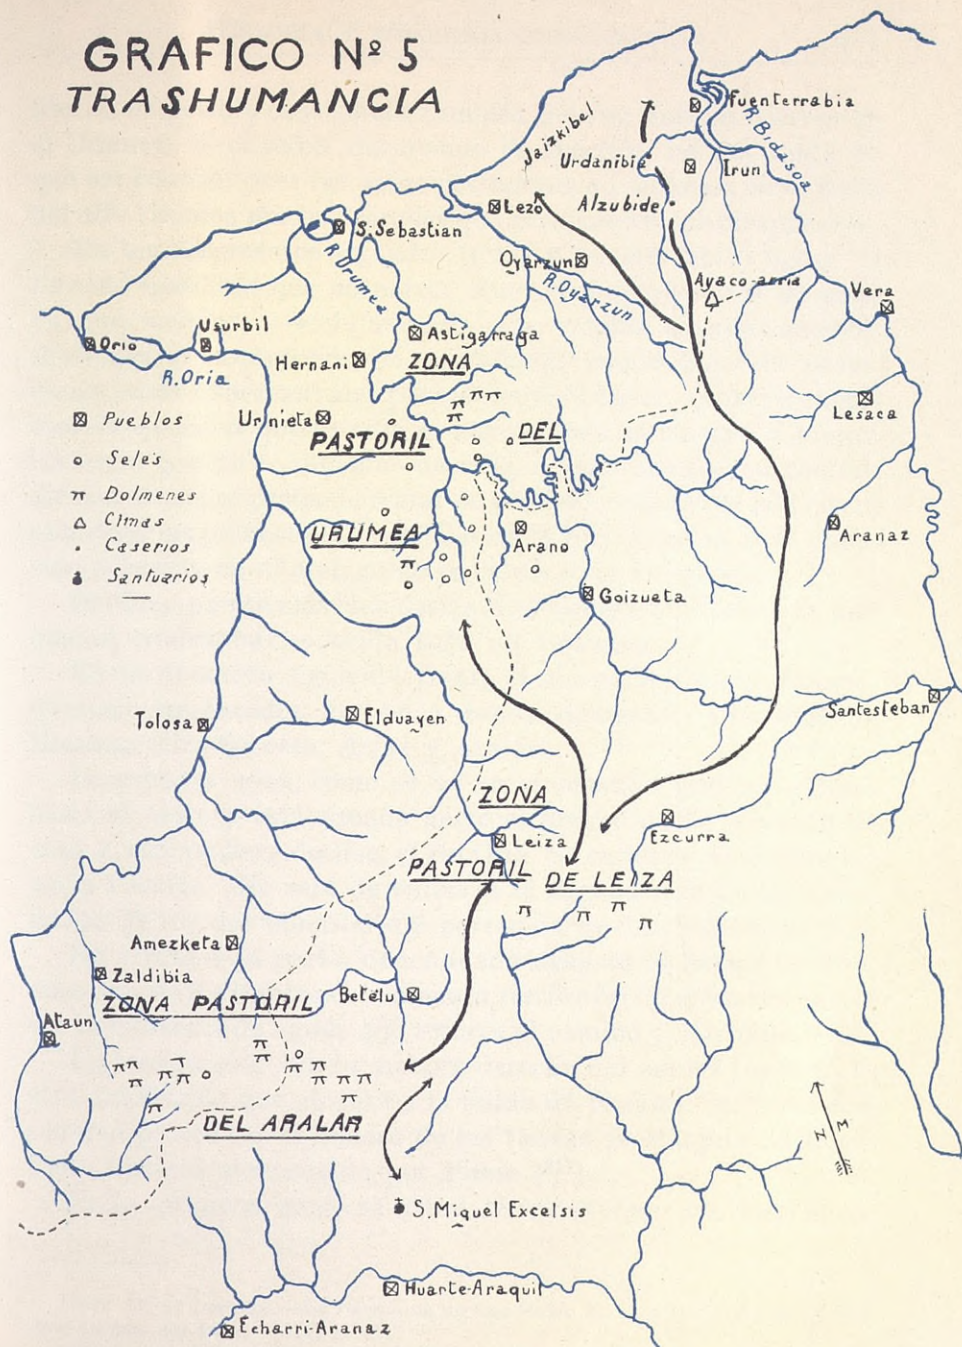 GRAFICO Nº 5
TRASHUMANCIA
Fuenterrabia
R. Bidasoa
Jaizkibel
Urdanibia
Irun
Lezo
Alzubide
S. Sebastian
R. Urumea
Oyarzun
R. Oyarzun
Ayaco-arria
Vera
Orio
Usurbil
Astigarraga
Hernani
ZONA
R. Oria
Lesaca
Pueblos
Urnieta
PASTORIL
DEL
Seles
Dolmenes
Cimas
URUMEA
Arano
Aranaz
Caserios
Santuarios
Goizueta
Santesteban
Tolosa
Elduayen
ZONA
Leiza
Ezcurra
PASTORIL
DE LEIZA
Amezketa
Zaldibia
Betélu
ZONA PASTORIL
Ataun
DEL ARALAR
N
M
S. Miguel Excelsis
Huarte-Araquil
Echarri-Aranaz